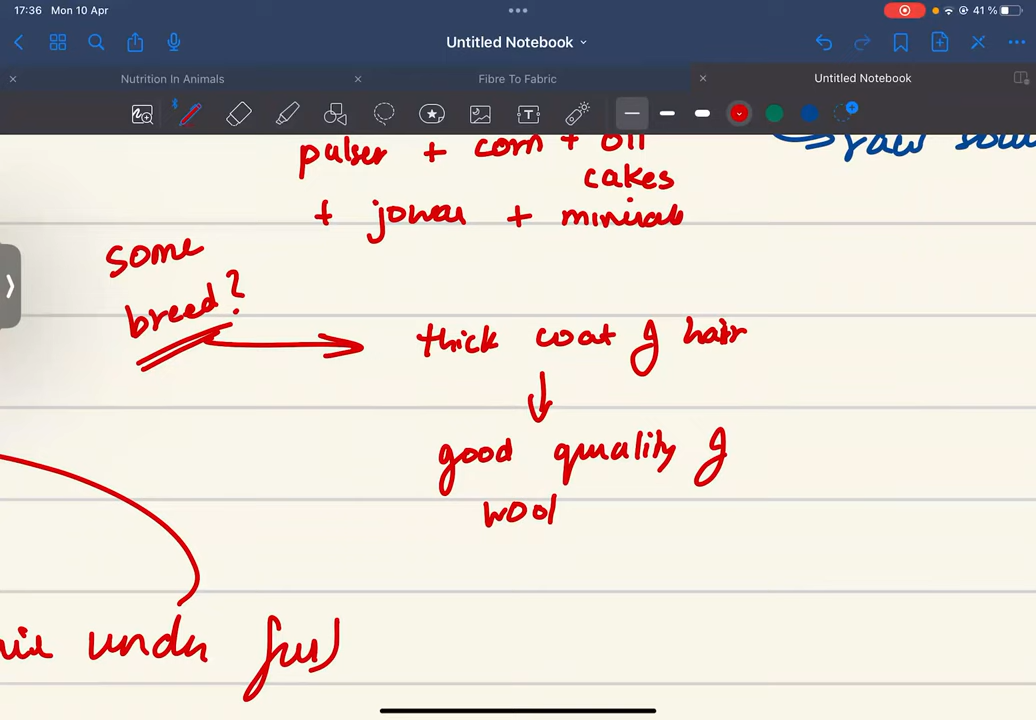 17:36 Mon 10 Apr
41 %
Untitled Notebook
Nutrition In Animals
Fibre To Fabric
Untitled Notebook
pulses + corn + oil
cakes
+ jowar + minerals
some
breed?
thick coat of hair
good quality of
wool
under fur)